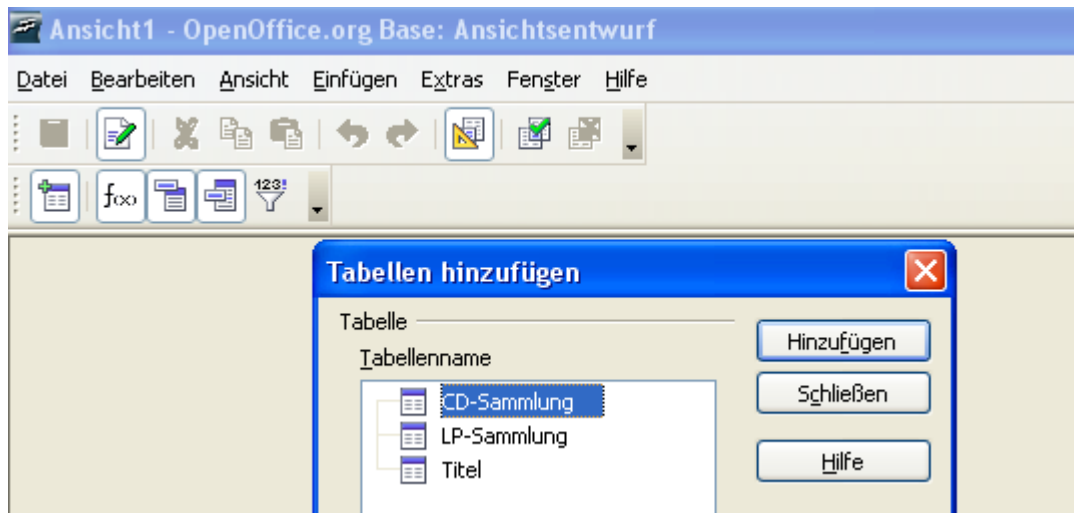 Ansicht1 - OpenOffice.org Base: Ansichtsentwurf
Datei Bearbeiten Ansicht Einfügen Extras Fenster Hilfe
f(x) 123!
Tabellen hinzufügen
Tabelle
Hinzufügen
Tabellenname
CD-Sammlung
Schließen
LP-Sammlung
Titel
Hilfe